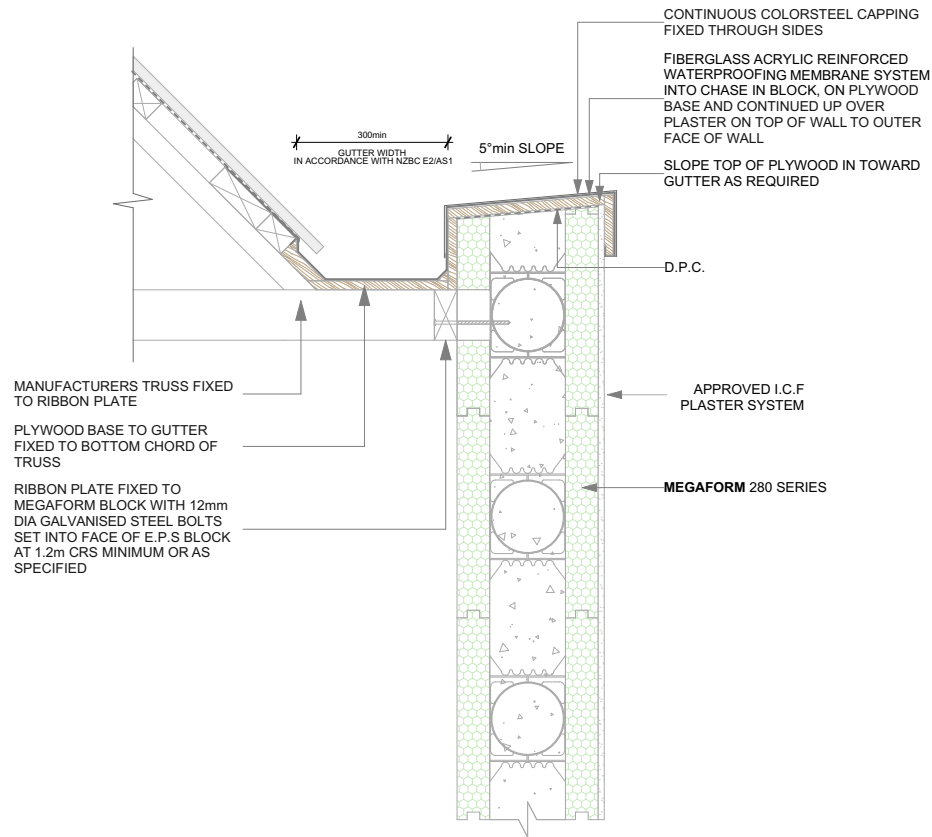 CONTINUOUS COLORSTEEL CAPPING
FIXED THROUGH SIDES
FIBERGLASS ACRYLIC REINFORCED
WATERPROOFING MEMBRANE SYSTEM
INTO CHASE IN BLOCK, ON PLYWOOD
BASE AND CONTINUED UP OVER
PLASTER ON TOP OF WALL TO OUTER
FACE OF WALL
SLOPE TOP OF PLYWOOD IN TOWARD
GUTTER AS REQUIRED
300min
GUTTER WIDTH
IN ACCORDANCE WITH NZBC E2/AS1
5°min SLOPE
D.P.C.
MANUFACTURERS TRUSS FIXED
TO RIBBON PLATE
PLYWOOD BASE TO GUTTER
FIXED TO BOTTOM CHORD OF
TRUSS
RIBBON PLATE FIXED TO
MEGAFORM BLOCK WITH 12mm
DIA GALVANISED STEEL BOLTS
SET INTO FACE OF E.P.S BLOCK
AT 1.2m CRS MINIMUM OR AS
SPECIFIED
APPROVED I.C.F
PLASTER SYSTEM
MEGAFORM 280 SERIES